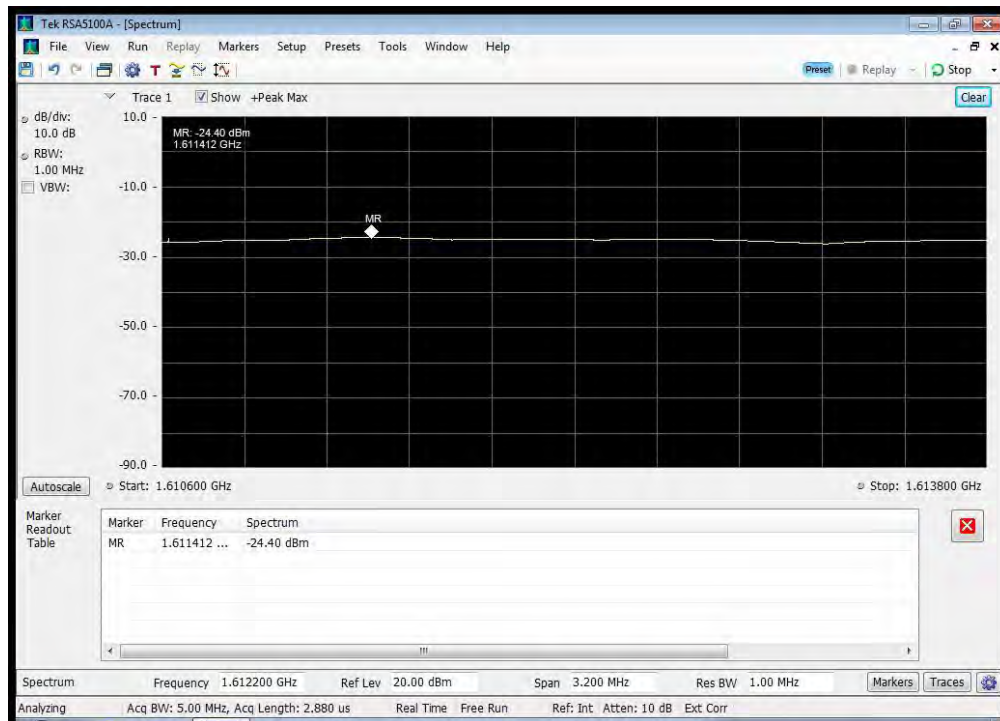 Tek RSA5100A - [Spectrum]
File View Run Replay Markers Setup Presets Tools Window Help
T Preset Replay Stop
Trace 1 Show +Peak Max Clear
dB/div:
10.0 dB
RBW:
1.00 MHz
VBW:
10.0
MR: -24.40 dBm
1.611412 GHz
-10.0
MR
-30.0
-50.0
-70.0
-90.0
Autoscale Start: 1.610600 GHz Stop: 1.613800 GHz
Marker
Readout
Table
Marker Frequency Spectrum
MR 1.611412 ... -24.40 dBm
Spectrum Frequency 1.612200 GHz Ref Lev 20.00 dBm Span 3.200 MHz Res BW 1.00 MHz Markers Traces
Analyzing Acq BW: 5.00 MHz, Acq Length: 2.880 us Real Time Free Run Ref: Int Atten: 10 dB Ext Corr